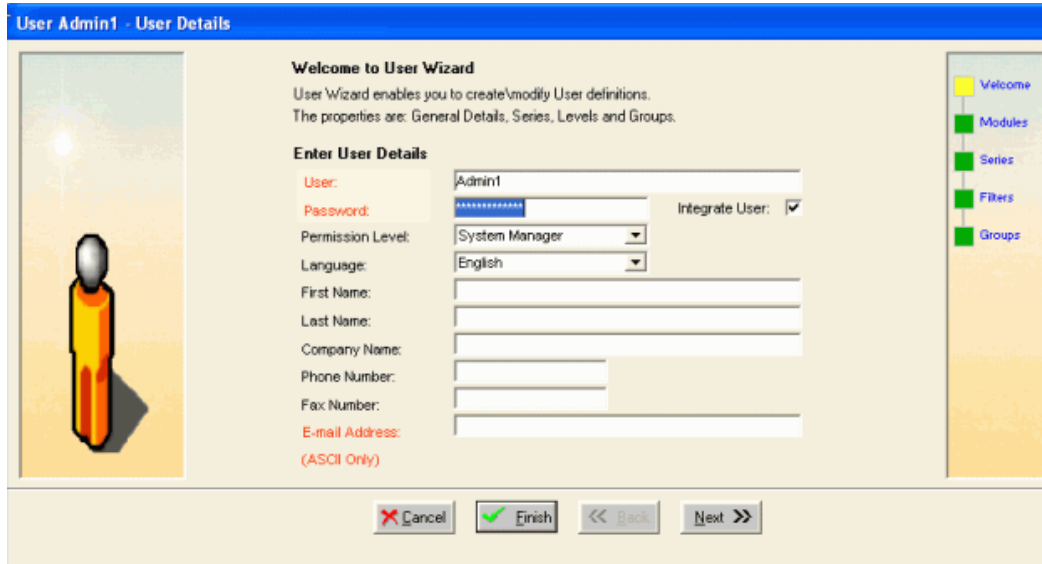 User Admin1 - User Details
Welcome to User Wizard
User Wizard enables you to create\modify User definitions.
The properties are: General Details, Series, Levels and Groups.
Enter User Details
User: Admin1
Password: ************* Integrate User:
Permission Level: System Manager
Language: English
First Name:
Last Name:
Company Name:
Phone Number:
Fax Number:
E-mail Address:
(ASCII Only)
Welcome
Modules
Series
Filters
Groups
Cancel Finish Back Next